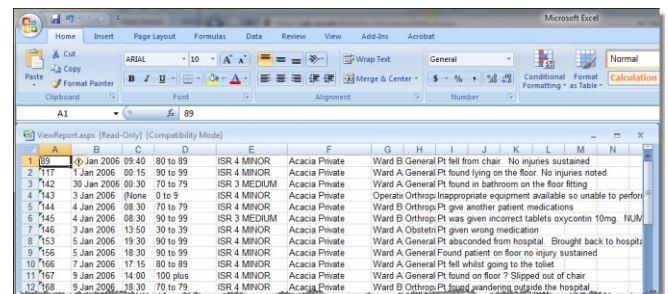 Microsoft Excel
Home Insert Page Layout Formulas Data Review View Add-Ins Acrobat
Paste
Cut
Copy
Format Painter
Clipboard
ARIAL 10
Font
Wrap Text
Merge & Center
Alignment
General
Number
Conditional Formatting
Format as Table
Normal
Calculation
A1 fx 89
ViewReport.aspx [Read-Only] [Compatibility Mode]
A B C D E F G H I J K L M N
1 89 Jan 2006 09:40 80 to 89 ISR 4 MINOR Acacia Private Ward B General Pt fell from chair. No injuries sustained
2 117 1 Jan 2006 00:15 90 to 99 ISR 4 MINOR Acacia Private Ward A General Pt found lying on the floor. No injuries noted
3 142 30 Jan 2006 00:30 70 to 79 ISR 3 MEDIUM Acacia Private Ward A General Pt found in bathroom on the floor fitting
4 143 3 Jan 2006 (None 0 to 9 ISR 4 MINOR Acacia Private Operatin Orthrop Inappropriate equipment available so unable to perform
5 144 4 Jan 2006 08:30 70 to 79 ISR 4 MINOR Acacia Private Ward B Orthrop Pt give another patient medications
6 145 4 Jan 2006 08:30 90 to 99 ISR 3 MEDIUM Acacia Private Ward B Orthrop Pt was given incorrect tablets oxycontin 10mg. NUM
7 146 3 Jan 2006 13:50 30 to 39 ISR 4 MINOR Acacia Private Ward A Obstetri Pt given wrong medication
8 153 5 Jan 2006 19:30 90 to 99 ISR 4 MINOR Acacia Private Ward A General Pt absconded from hospital. Brought back to hospita
9 156 5 Jan 2006 18:30 90 to 99 ISR 4 MINOR Acacia Private Ward A General Found patient on floor no injury sustained
10 166 7 Jan 2006 17:15 80 to 89 ISR 4 MINOR Acacia Private Ward A General Pt fell whilst going to the toliet
11 167 9 Jan 2006 14:00 100 plus ISR 4 MINOR Acacia Private Ward A General Pt found on floor ? Slipped out of chair
12 168 9 Jan 2006 18:30 70 to 79 ISR 4 MINOR Acacia Private Ward A Orthrop Pt found wandering outside the hospital